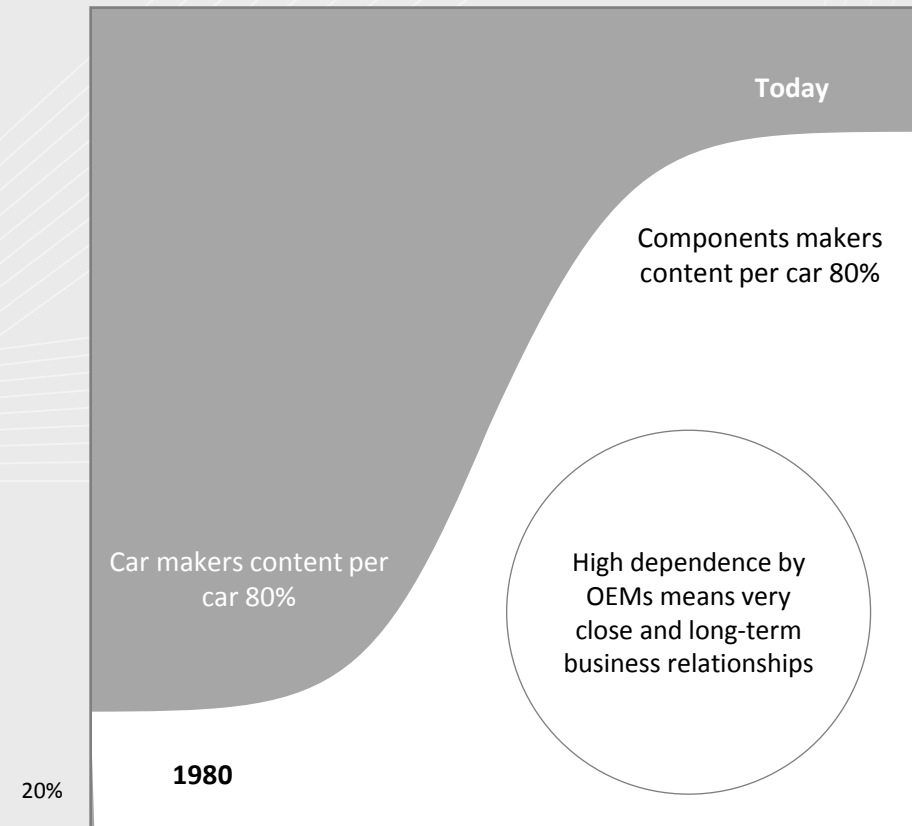 Today
Components makers
content per car 80%
Car makers content per
car 80%
High dependence by
OEMs means very
close and long-term
business relationships
1980
20%